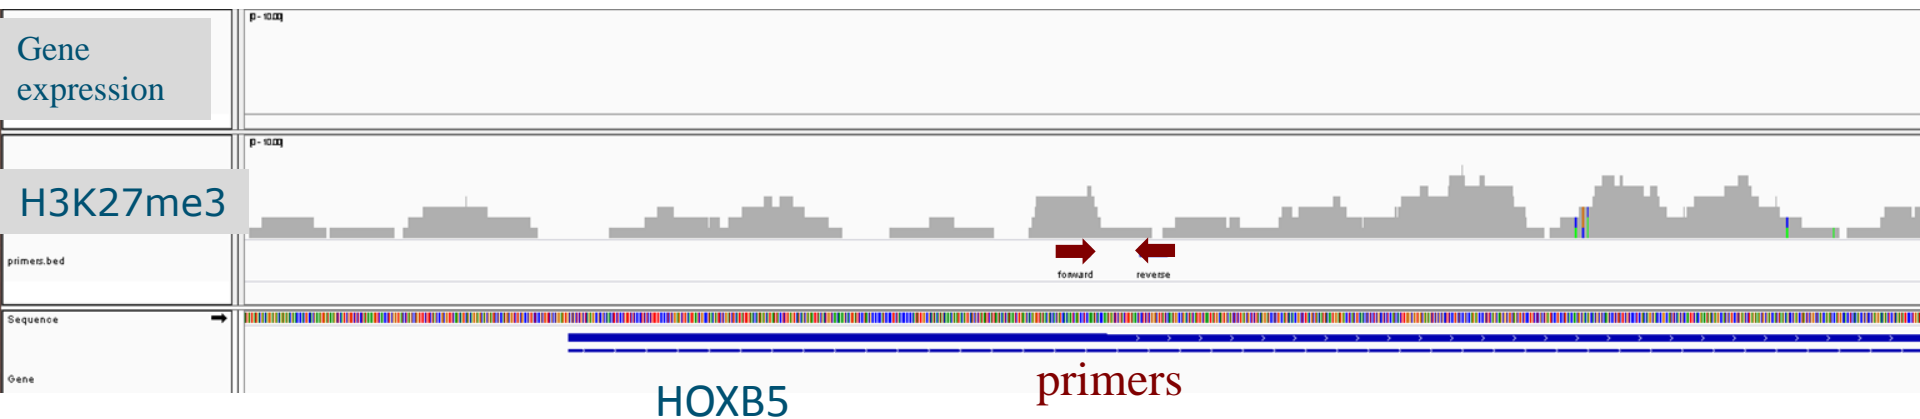 [0 - 10.00]
Gene
expression
[0 - 10.00]
H3K27me3
primers.bed
forward reverse
Sequence
Gene
primers
HOXB5